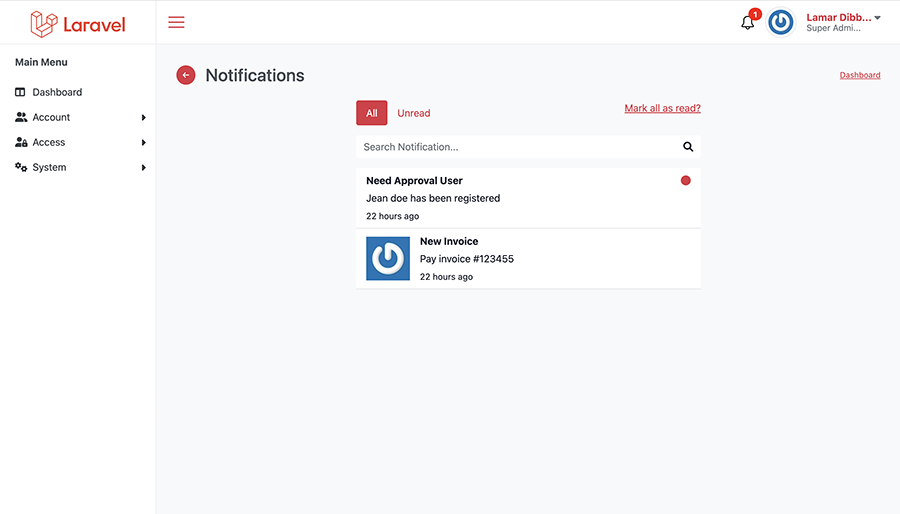 Laravel
1
Lamar Dibb...
Super Admi...
Main Menu
Dashboard
Account
Access
System
Notifications
Dashboard
All
Unread
Mark all as read?
Search Notification...
Need Approval User
Jean doe has been registered
22 hours ago
New Invoice
Pay invoice #123455
22 hours ago